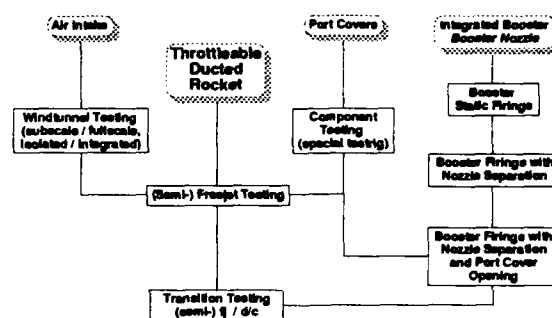 Air Intake
Port Covers
Integrated Booster
Booster Nozzle
Throttleable
Ducted
Rocket
Windtunnel Testing
(subscale / fullscale,
isolated / integrated)
Component
Testing
(special testrig)
Booster
Static Firings
Booster Firings with
Nozzle Separation
(Semi-) Freejet Testing
Booster Firings with
Nozzle Separation
and Port Cover
Opening
Transition Testing
(semi-) / d/c